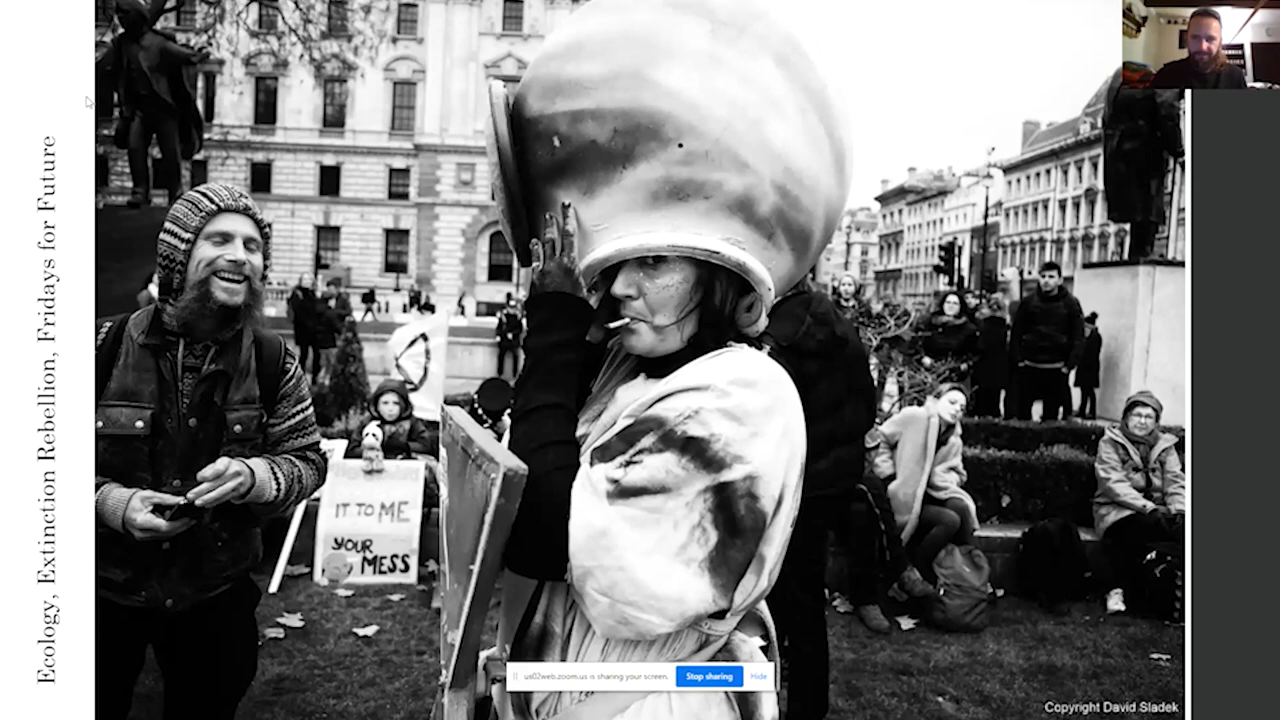 Ecology, Extinction Rebellion, Fridays for Future
IT TO ME
YOUR
MESS
us02web.zoom.us is sharing your screen.
Stop sharing
Hide
Copyright David Sladek